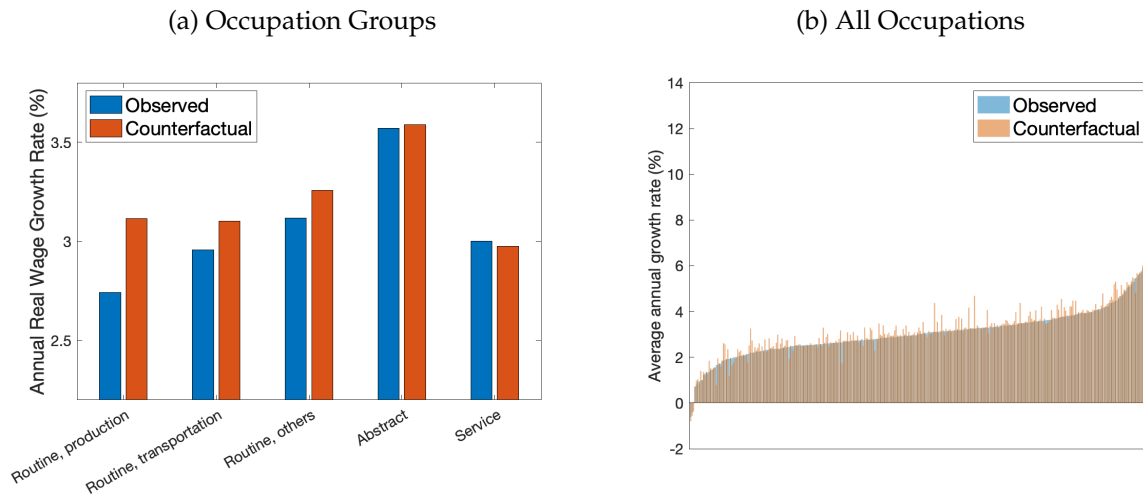 (a) Occupation Groups
Annual Real Wage Growth Rate (%)
3.5
3
2.5
Observed
Counterfactual
Routine, production
Routine, transportation
Routine, others
Abstract
Service
(b) All Occupations
Average annual growth rate (%)
14
12
10
8
6
4
2
0
-2
Observed
Counterfactual